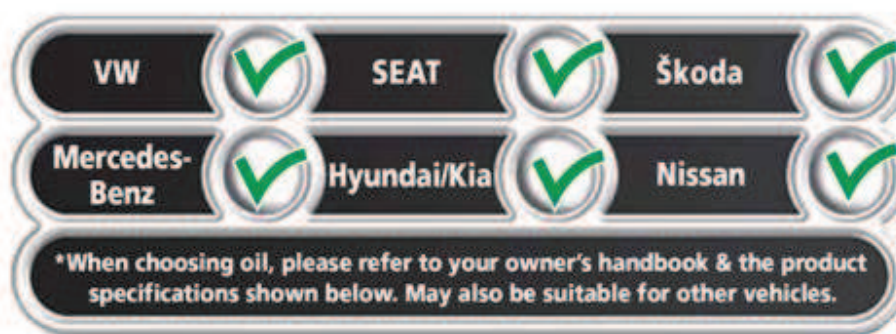 VW SEAT Škoda
Mercedes-
Benz Hyundai/Kia Nissan
*When choosing oil, please refer to your owner's handbook & the product
specifications shown below. May also be suitable for other vehicles.